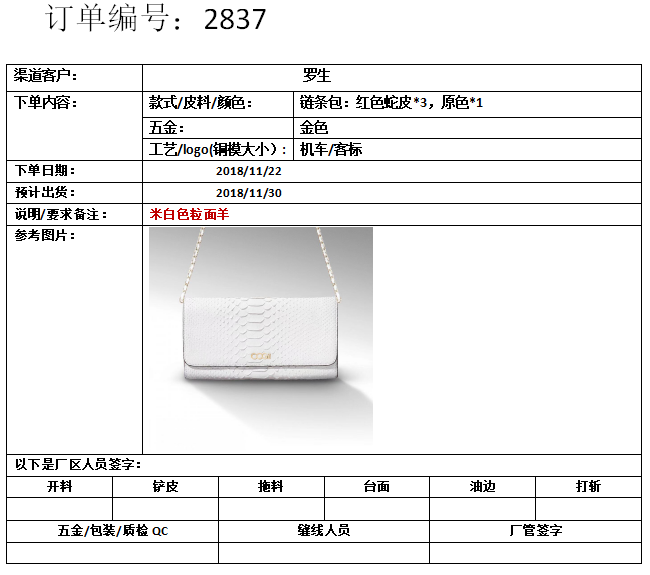 订单编号：2837
渠道客户： 罗生
下单内容： 款式/皮料/颜色： 链条包：红色蛇皮*3，原色*1
五金： 金色
工艺/logo(铜模大小）: 机车/客标
下单日期： 2018/11/22
预计出货： 2018/11/30
说明/要求备注： 米白色粒面羊
参考图片：
以下是厂区人员签字：
开料 铲皮 拖料 台面 油边 打斩
五金/包装/质检 QC 缝线人员 厂管签字